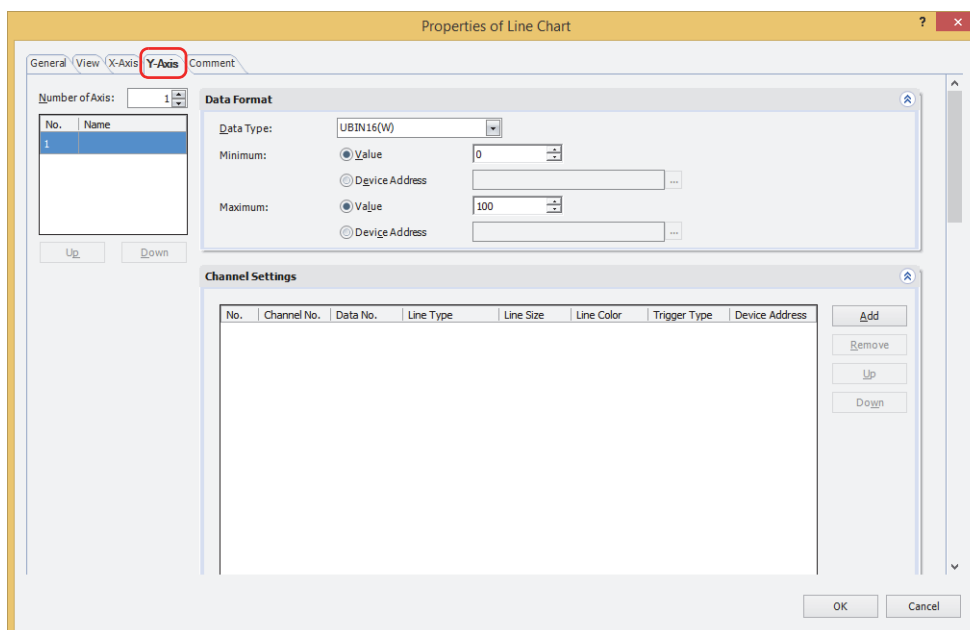 Properties of Line Chart
?
×
General View X-Axis Y-Axis Comment
Number of Axis: 1
No. Name
1
Up Down
Data Format
Data Type: UBIN16(W)
Minimum: Value 0
Device Address ...
Maximum: Value 100
Device Address ...
Channel Settings
No. Channel No. Data No. Line Type Line Size Line Color Trigger Type Device Address
Add
Remove
Up
Down
OK Cancel